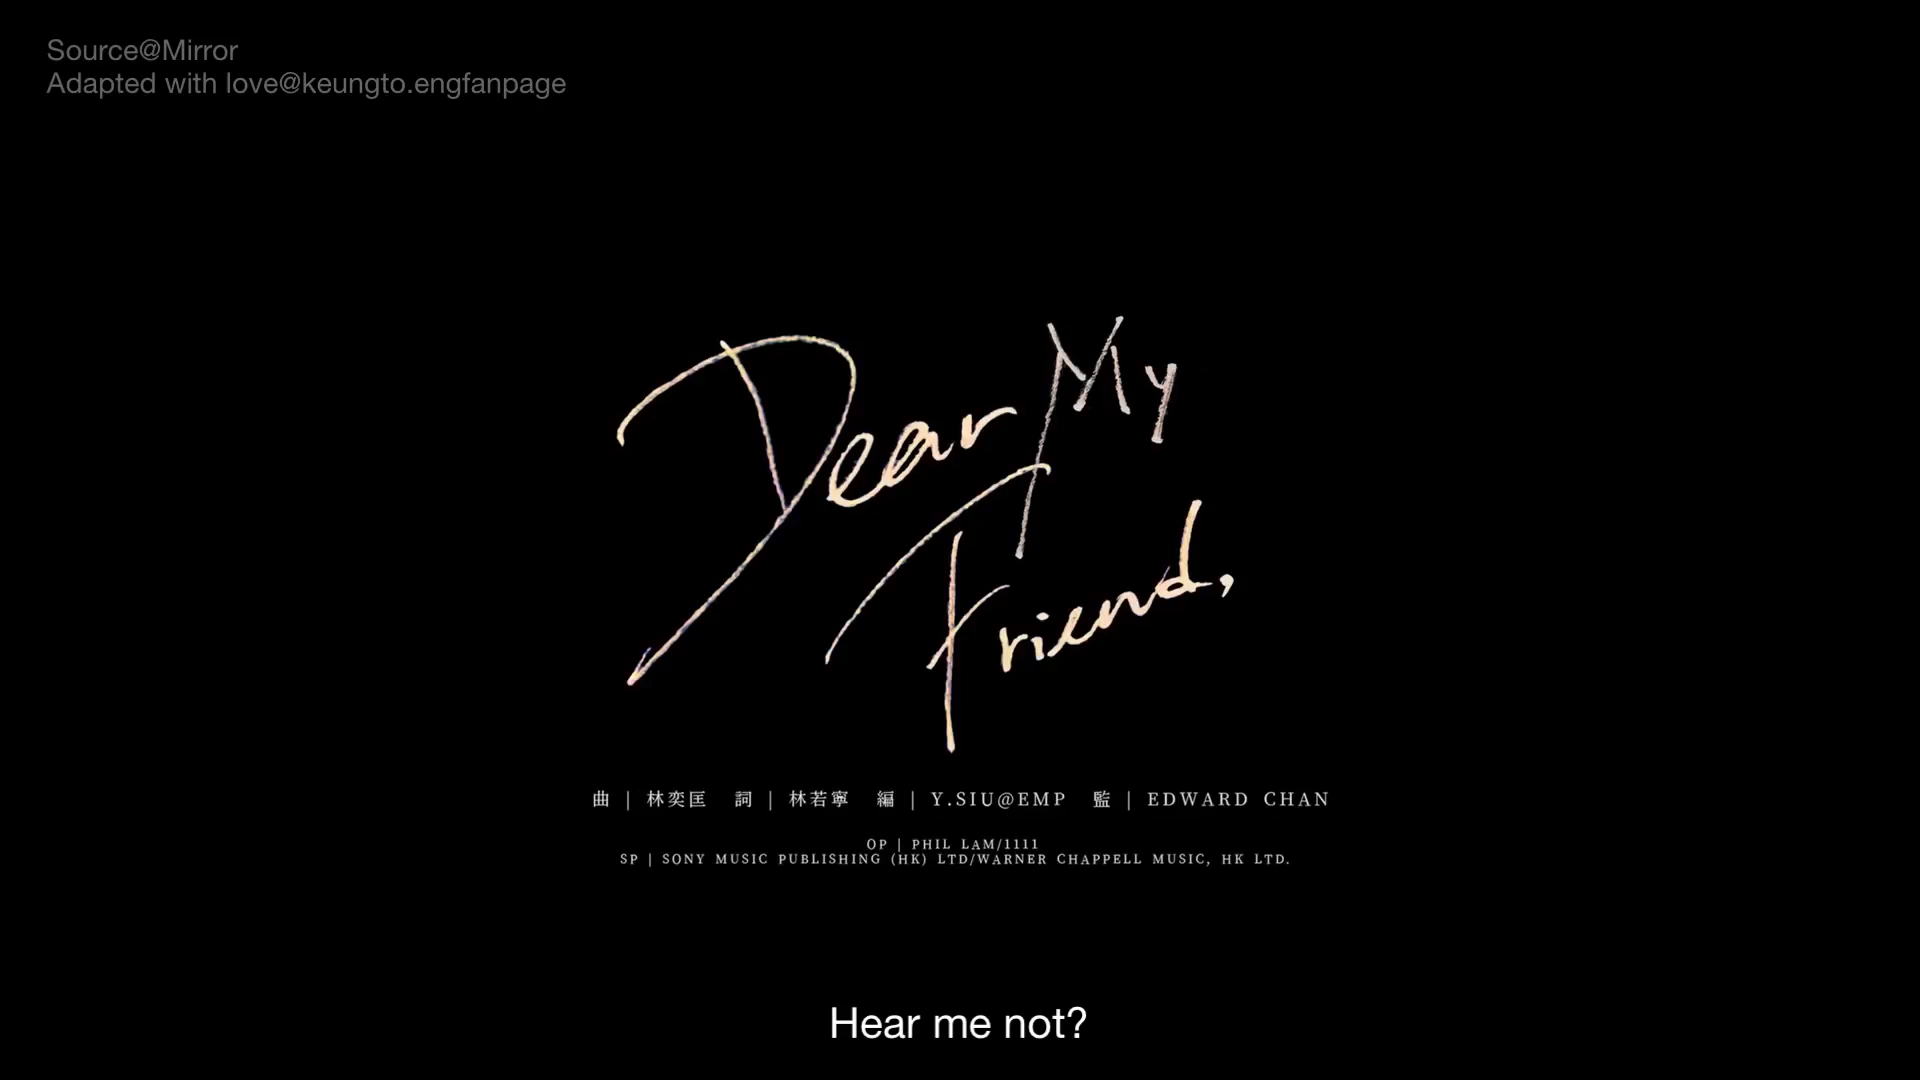 Source@Mirror
Adapted with love@keungto.engfanpage
Dear My
Friend,
曲 | 林奕匡 詞 | 林若寧 編 | Y.SIU@EMP 監 | EDWARD CHAN
OP | PHIL LAM/1111
SP | SONY MUSIC PUBLISHING (HK) LTD/WARNER CHAPPELL MUSIC, HK LTD.
Hear me not?